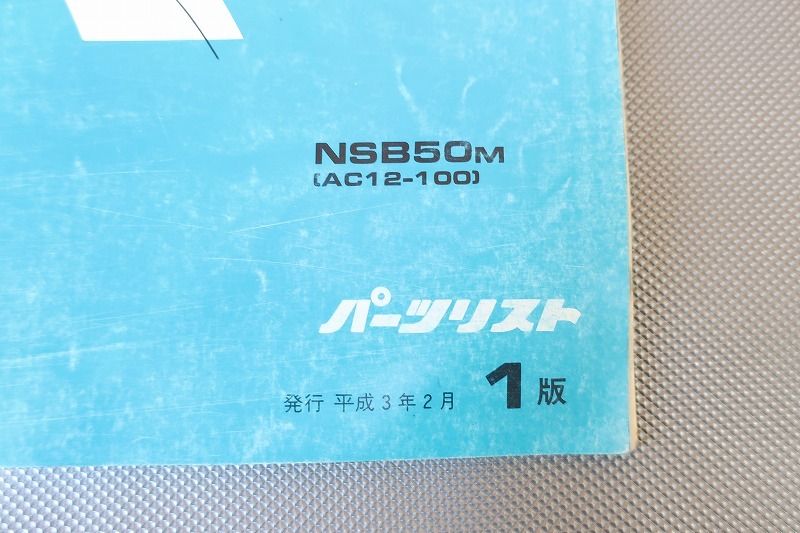 NSB50M
(AC12-100)
パーツリスト
発行 平成3年2月 1版